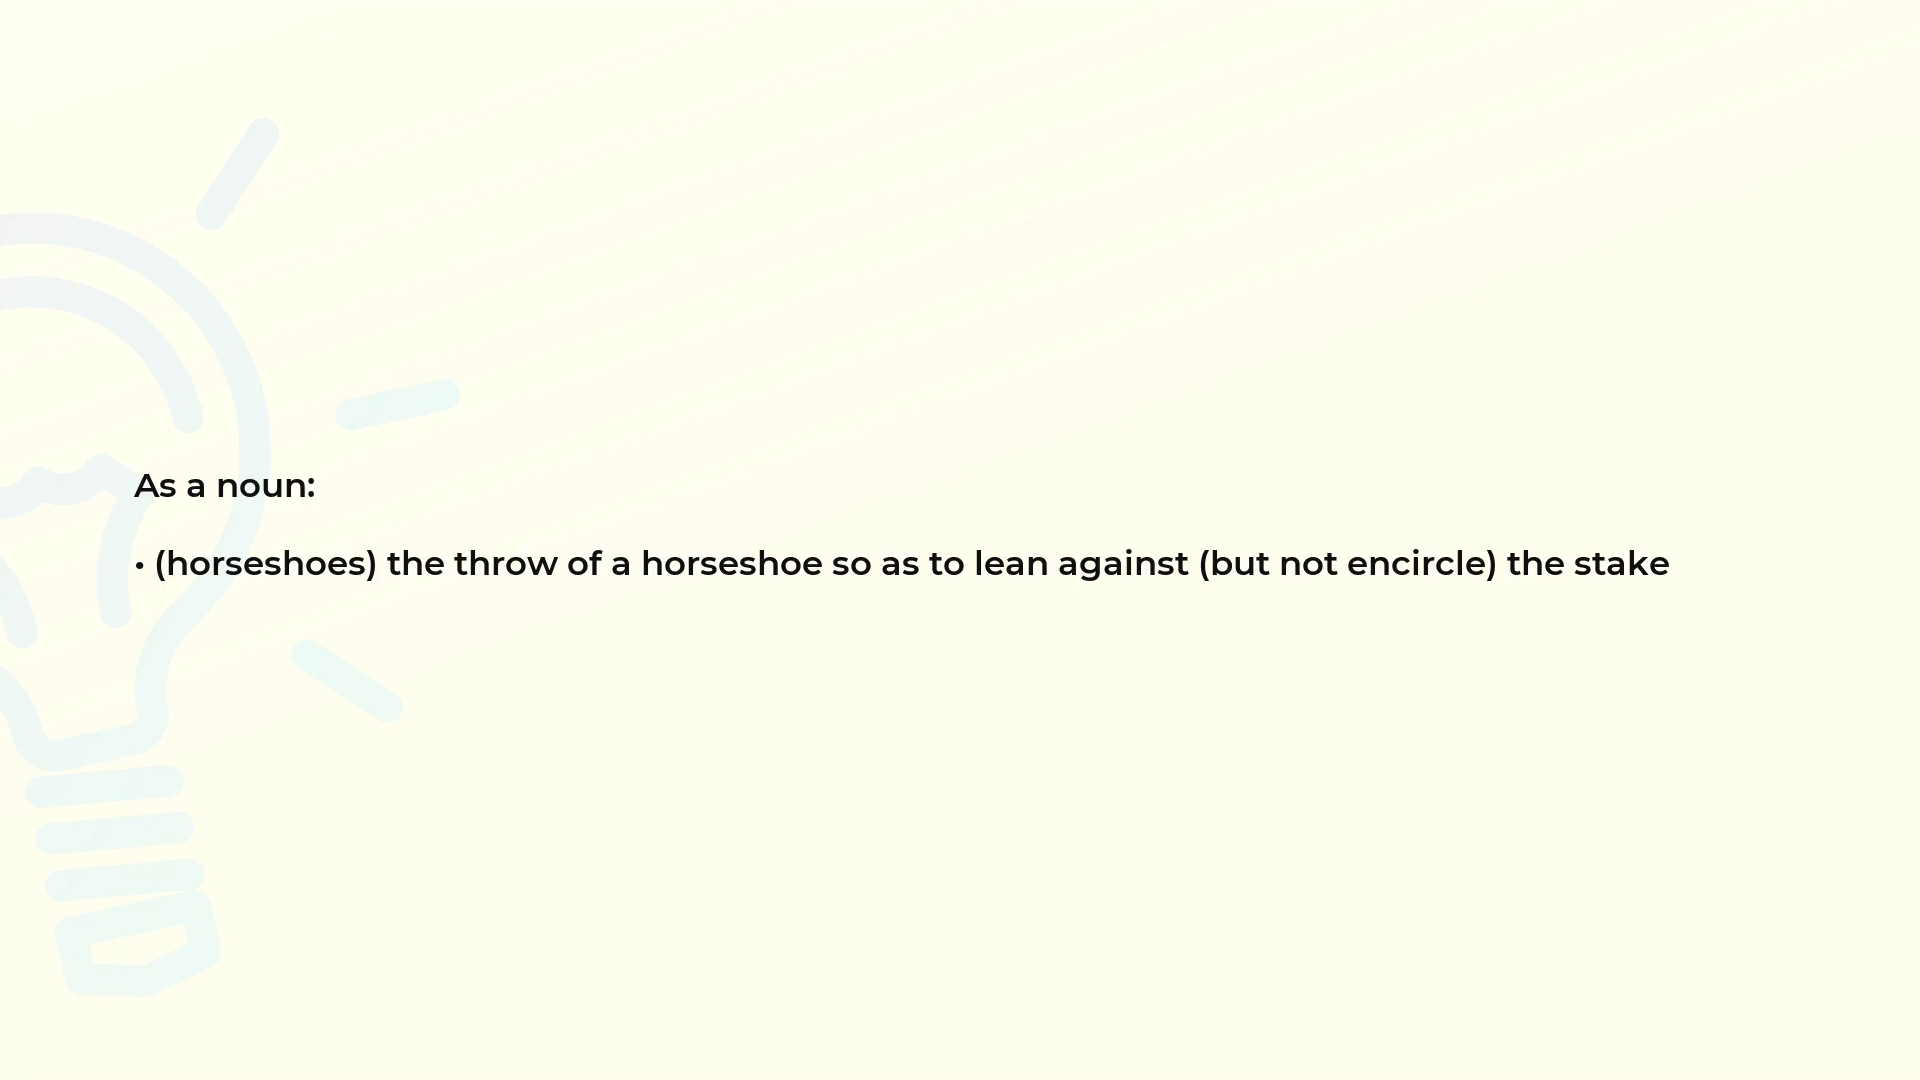 As a noun:
• (horseshoes) the throw of a horseshoe so as to lean against (but not encircle) the stake